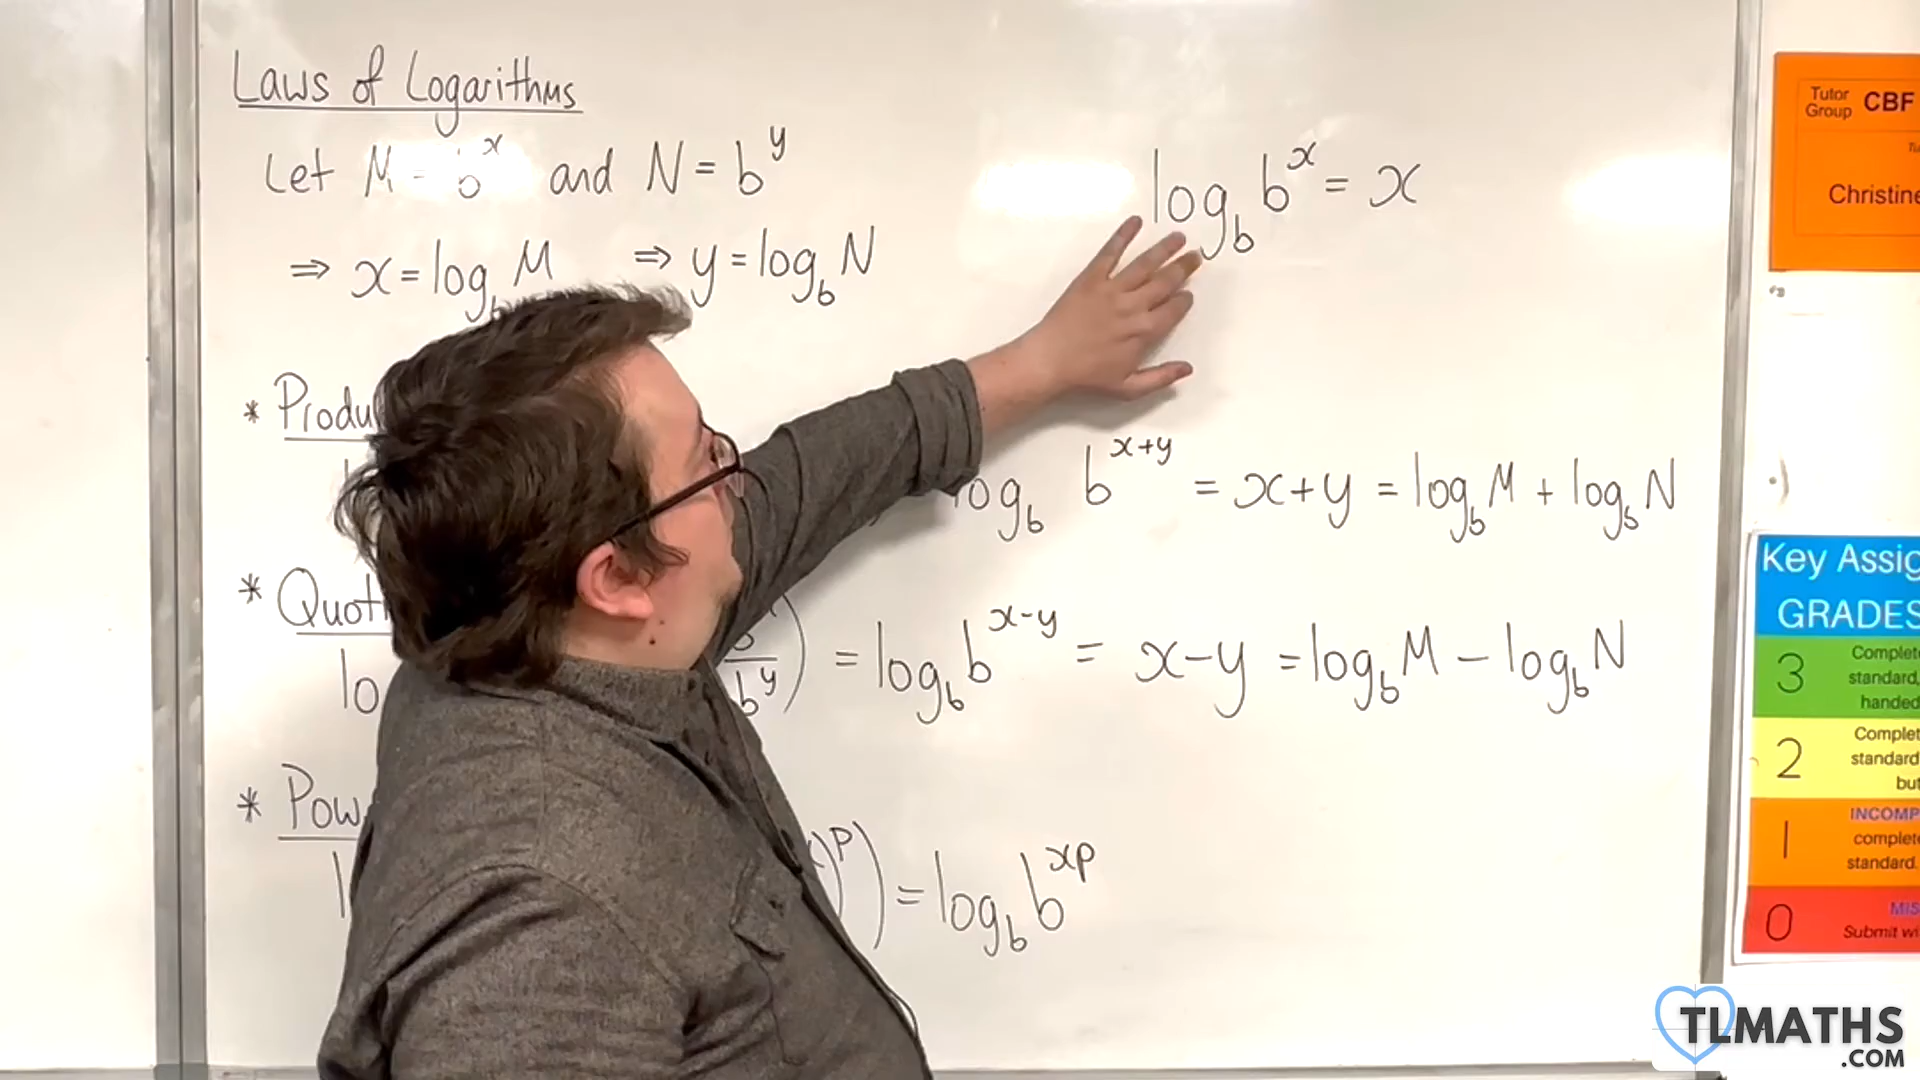 Laws of Logarithms
Let M = b^x and N = b^y
⇒ x = log_b M ⇒ y = log_b N
log_b b^x = x
* Produ
log_b b^{x+y} = x+y = log_b M + log_b N
* Quoti
lo b^y ) = log_b b^{x-y} = x-y = log_b M - log_b N
* Pow
)^p ) = log_b b^{xp}
Tutor Group CBF
Christine
Key Assig
GRADES
3 Complete standard, handed
2 Complet standard but
1 INCOMP complete standard.
0 MIS Submit wi
TLMATHS
.COM